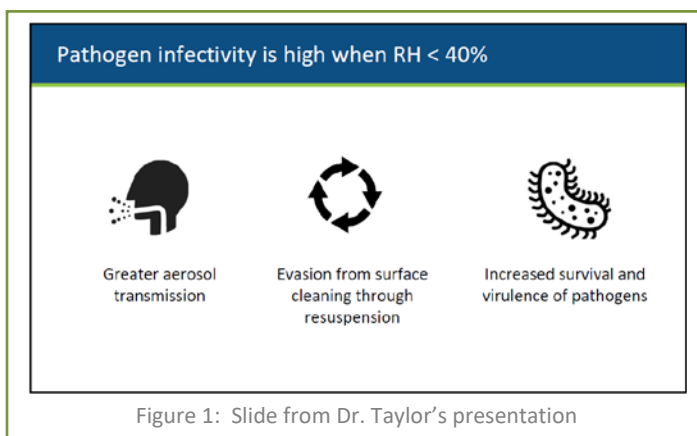 Pathogen infectivity is high when RH < 40%
Greater aerosol
transmission
Evasion from surface
cleaning through
resuspension
Increased survival and
virulence of pathogens
Figure 1: Slide from Dr. Taylor's presentation